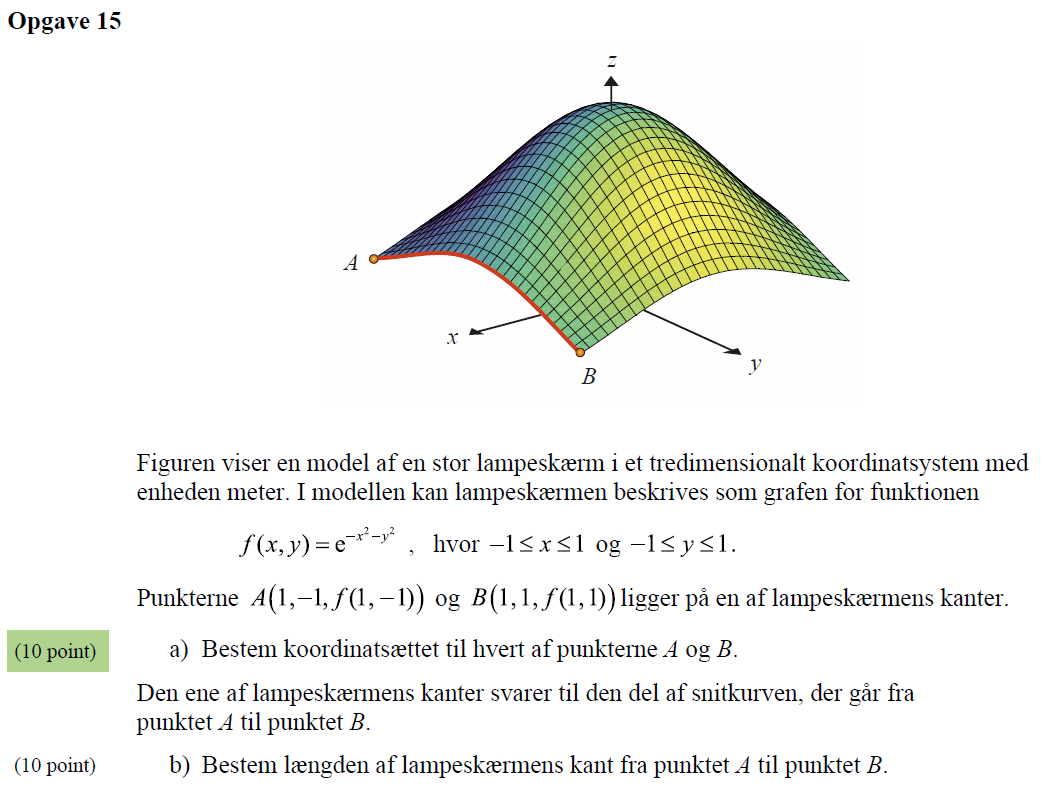 Opgave 15
z
A
x
B
y
Figuren viser en model af en stor lampeskærm i et tredimensionalt koordinatsystem med
enheden meter. I modellen kan lampeskærmen beskrives som grafen for funktionen
f(x, y) = e^{-x^2-y^2} , hvor −1 ≤ x ≤ 1 og −1 ≤ y ≤ 1.
Punkterne A(1,−1, f(1,−1)) og B(1,1, f(1,1)) ligger på en af lampeskærmens kanter.
(10 point) a) Bestem koordinatsættet til hvert af punkterne A og B.
Den ene af lampeskærmens kanter svarer til den del af snitkurven, der går fra
punktet A til punktet B.
(10 point) b) Bestem længden af lampeskærmens kant fra punktet A til punktet B.